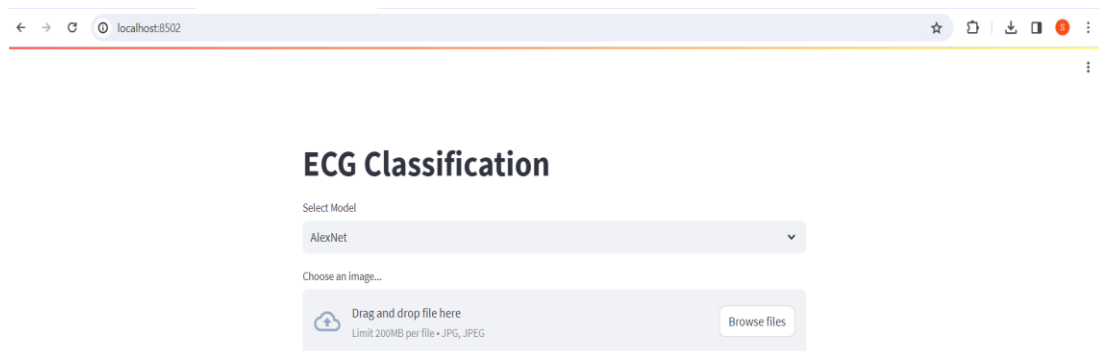 localhost:8502
S
ECG Classification
Select Model
AlexNet
Choose an image...
Drag and drop file here
Limit 200MB per file • JPG, JPEG
Browse files